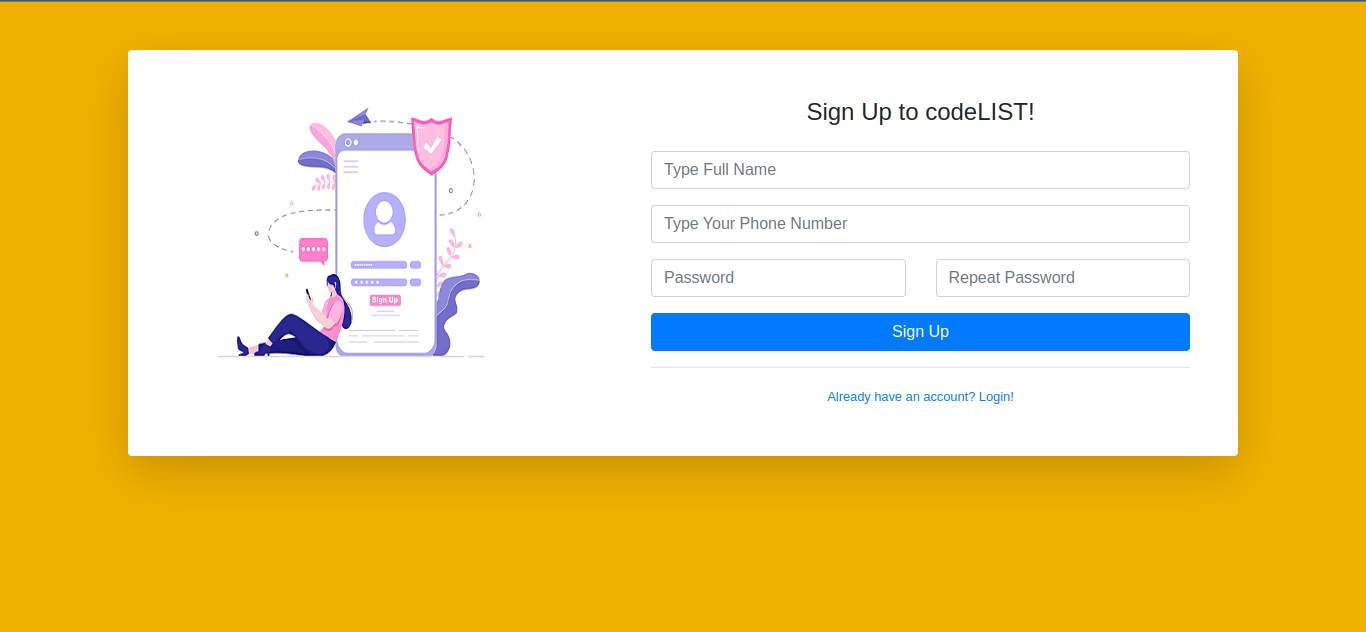 Sign Up to codeLIST!
Type Full Name
Type Your Phone Number
Password Repeat Password
Sign Up
Sign Up
Already have an account? Login!